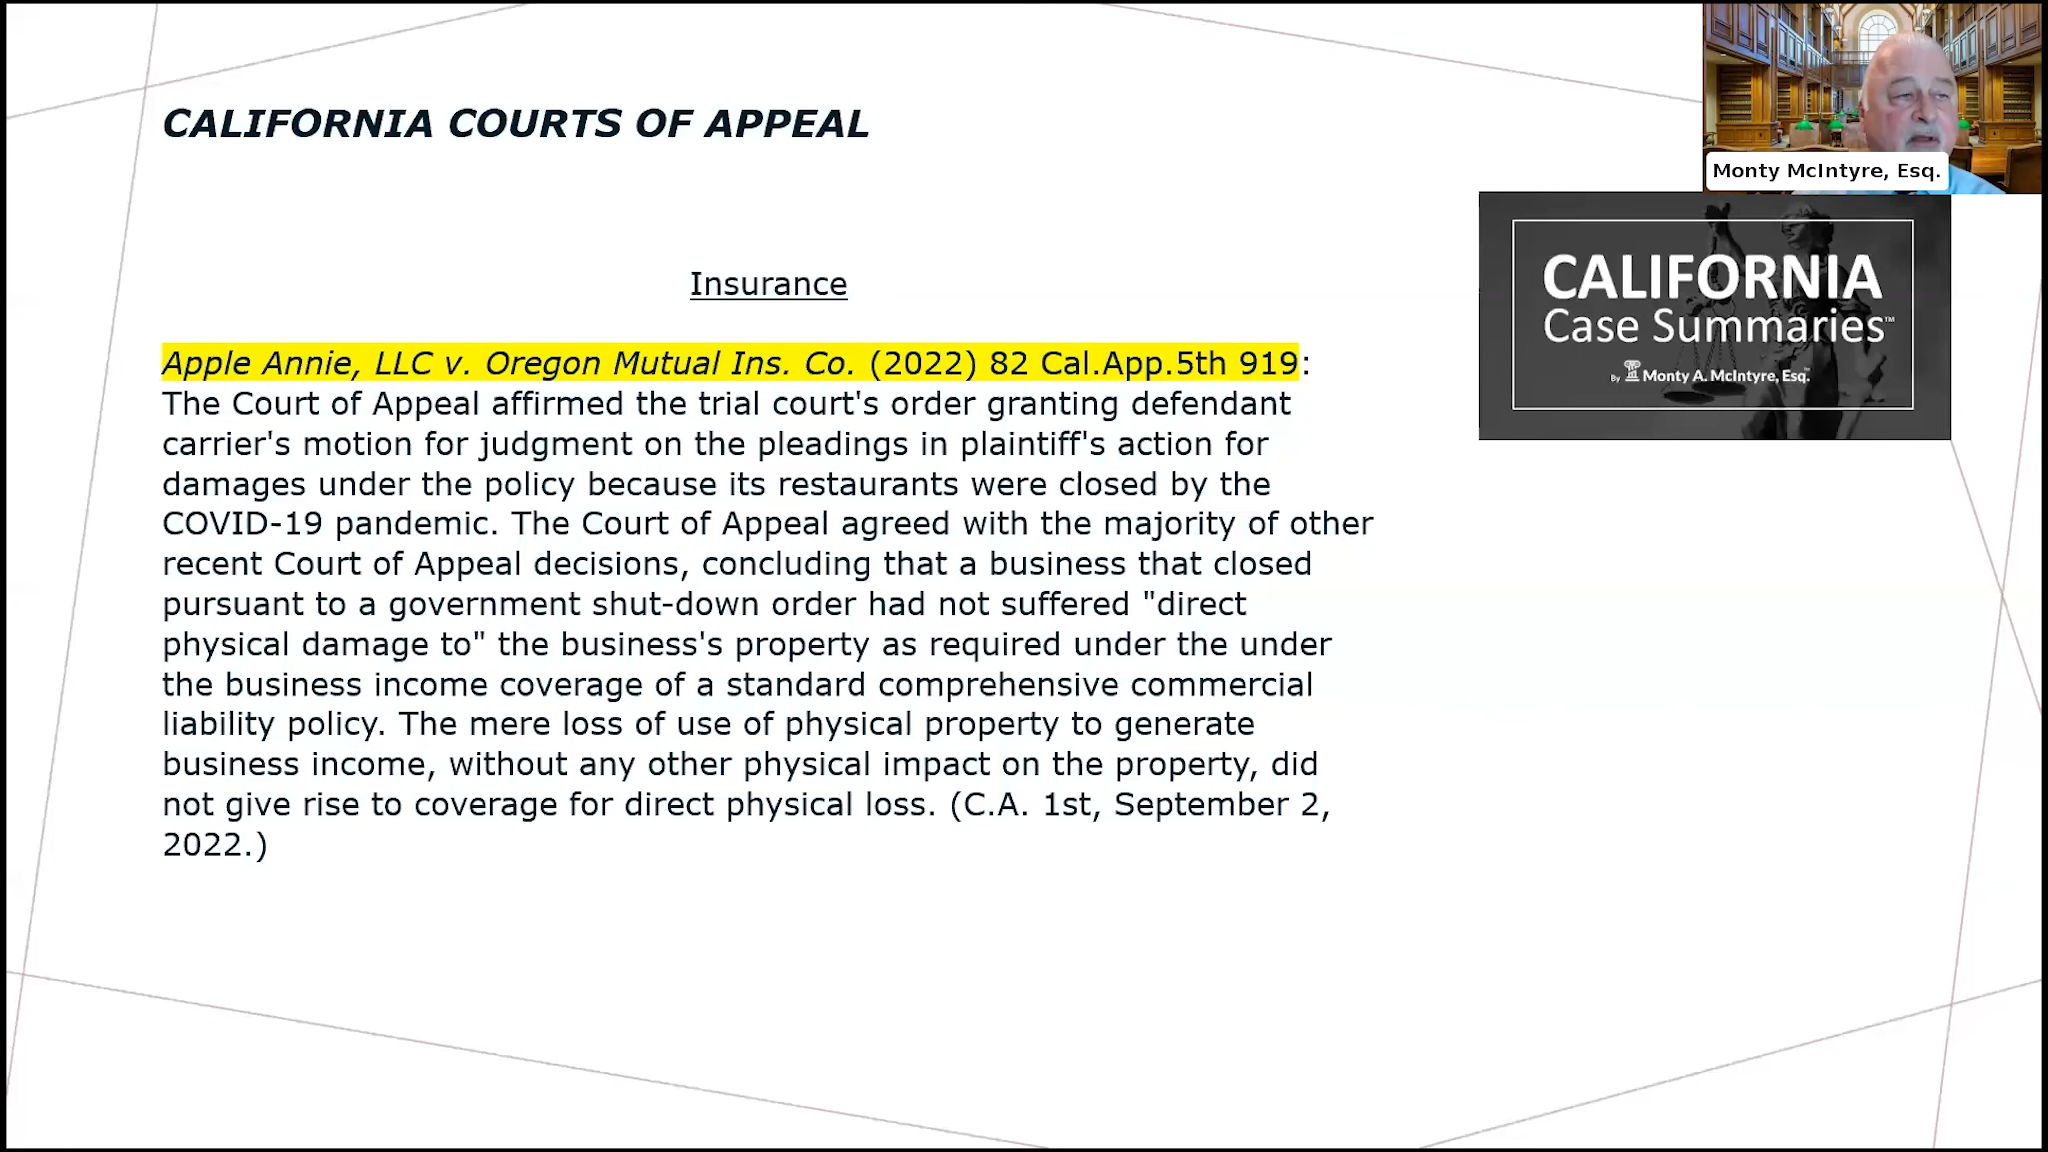 CALIFORNIA COURTS OF APPEAL
Monty McIntyre, Esq.
CALIFORNIA
Case Summaries™
By Monty A. McIntyre, Esq.
Insurance
Apple Annie, LLC v. Oregon Mutual Ins. Co. (2022) 82 Cal.App.5th 919:
The Court of Appeal affirmed the trial court's order granting defendant
carrier's motion for judgment on the pleadings in plaintiff's action for
damages under the policy because its restaurants were closed by the
COVID-19 pandemic. The Court of Appeal agreed with the majority of other
recent Court of Appeal decisions, concluding that a business that closed
pursuant to a government shut-down order had not suffered "direct
physical damage to" the business's property as required under the under
the business income coverage of a standard comprehensive commercial
liability policy. The mere loss of use of physical property to generate
business income, without any other physical impact on the property, did
not give rise to coverage for direct physical loss. (C.A. 1st, September 2,
2022.)